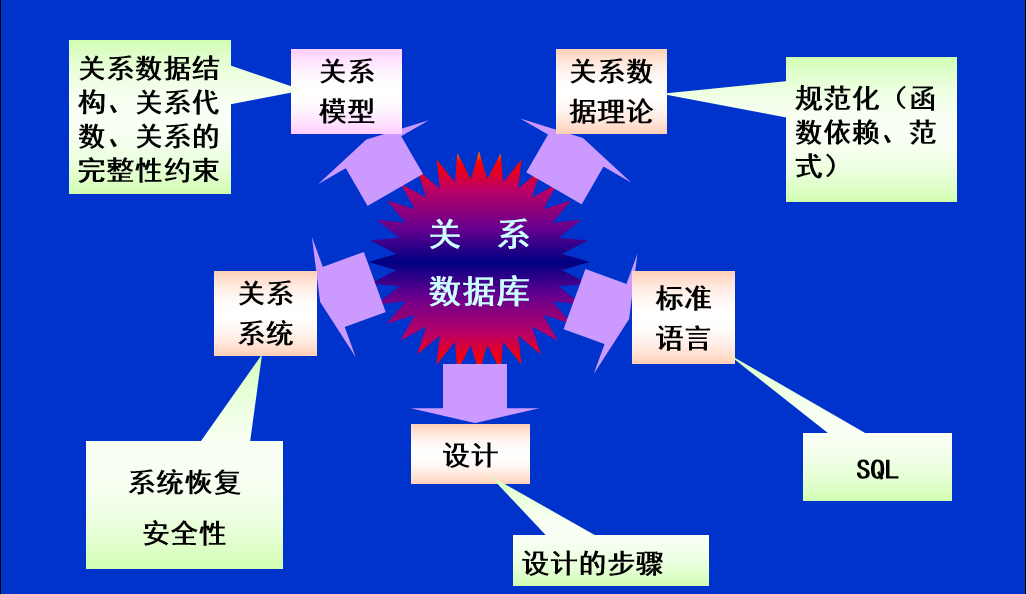 关系数据结
构、关系代
数、关系的
完整性约束
关系
模型
关系数
据理论
规范化（函
数依赖、范
式）
关 系
数据库
关系
系统
标准
语言
系统恢复
安全性
设计
设计的步骤
SQL